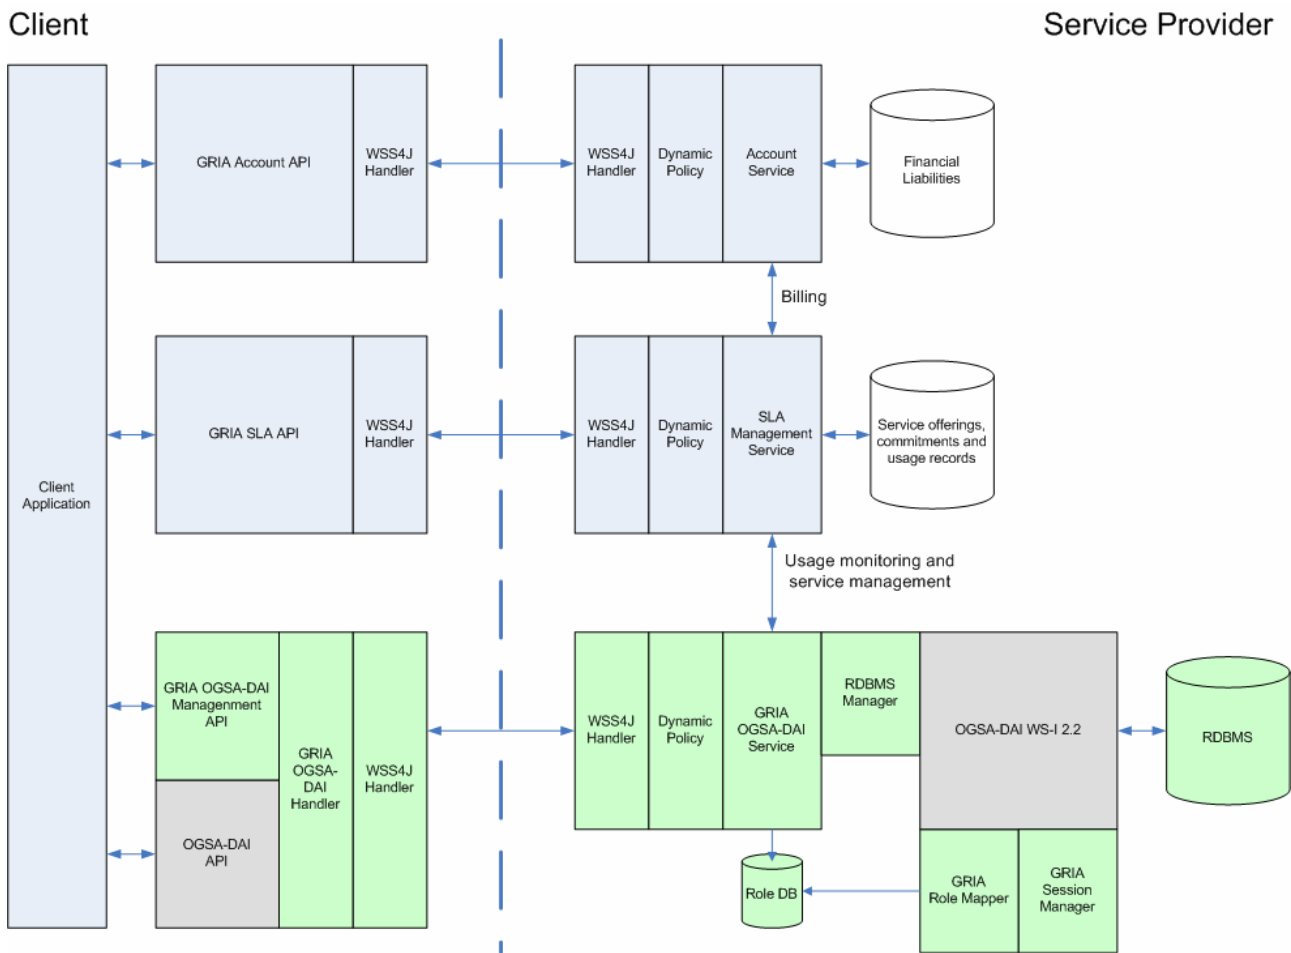 Client
Service Provider
GRIA Account API
WSS4J
Handler
WSS4J
Handler
Dynamic
Policy
Account
Service
Financial
Liabilities
Billing
GRIA SLA API
WSS4J
Handler
WSS4J
Handler
Dynamic
Policy
SLA
Management
Service
Service offerings,
commitments and
usage records
Client
Application
Usage monitoring and
service management
GRIA OGSA-DAI
Managenment
API
GRIA
OGSA-
DAI
Handler
WSS4J
Handler
OGSA-DAI
API
WSS4J
Handler
Dynamic
Policy
GRIA
OGSA-DAI
Service
RDBMS
Manager
OGSA-DAI WS-I 2.2
RDBMS
Role DB
GRIA
Role Mapper
GRIA
Session
Manager